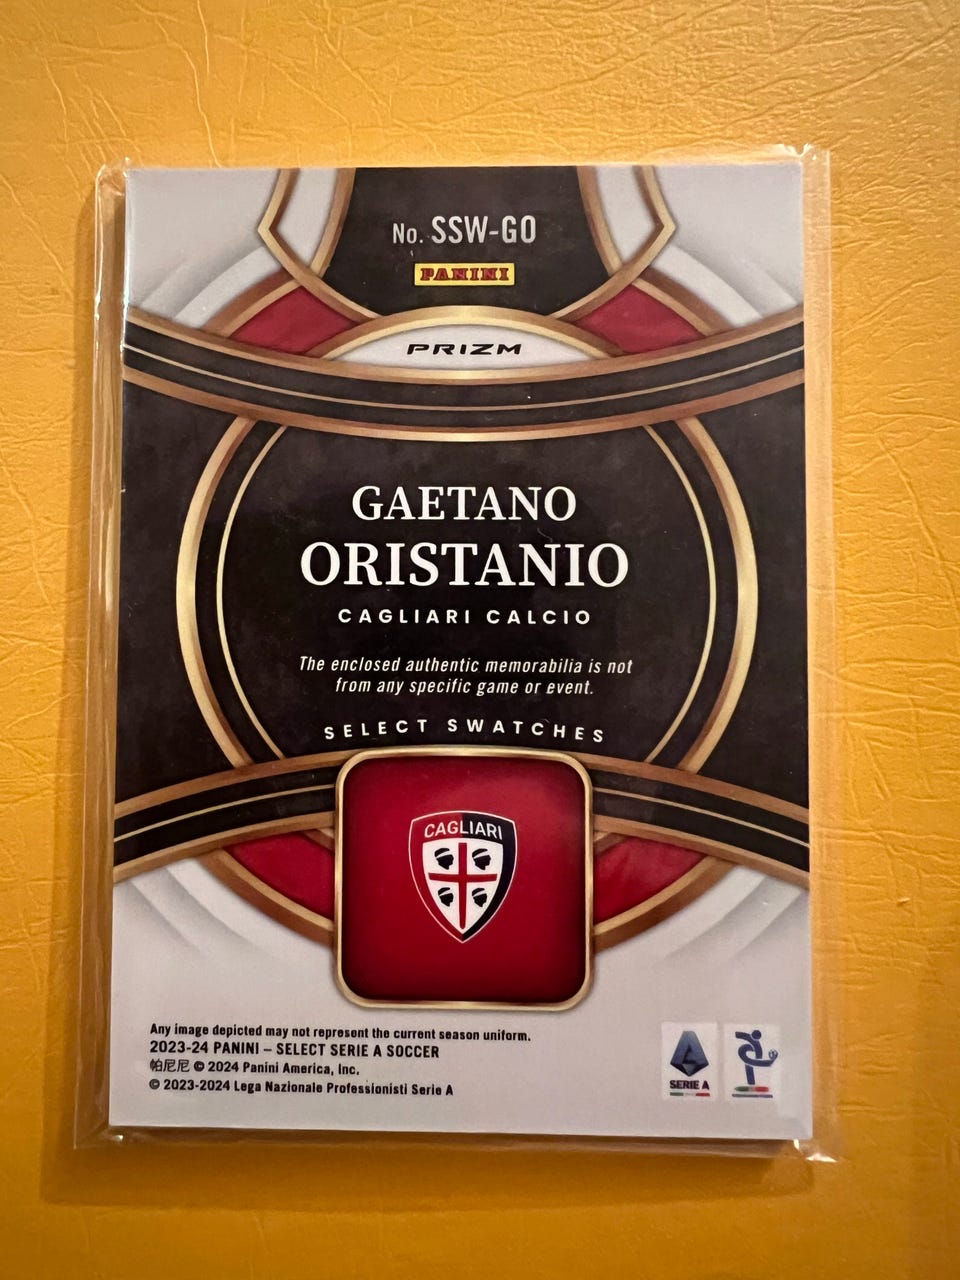 No. SSW-GO
PANINI
PRIZM
GAETANO
ORISTANIO
CAGLIARI CALCIO
The enclosed authentic memorabilia is not
from any specific game or event.
SELECT SWATCHES
CAGLIARI
Any image depicted may not represent the current season uniform.
2023-24 PANINI – SELECT SERIE A SOCCER
帕尼尼 © 2024 Panini America, Inc.
© 2023-2024 Lega Nazionale Professionisti Serie A
SERIE A